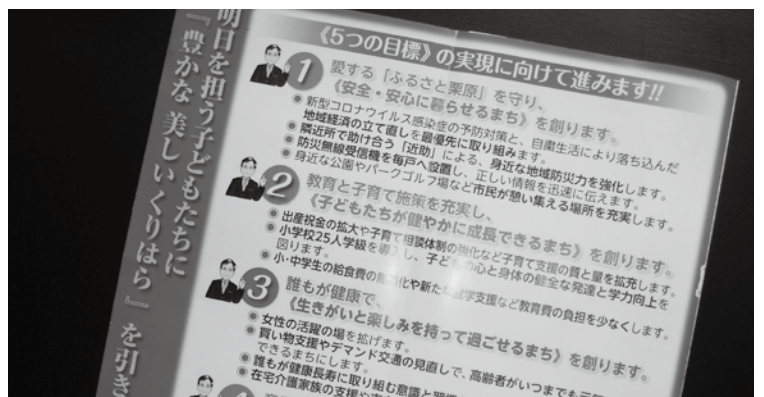 明日を担う子どもたちに
『豊かな 美しいくりはら』を引き
《5つの目標》の実現に向けて進みます!!
1 愛する「ふるさと栗原」を守り、
《安全・安心に暮らせるまち》を創ります。
●新型コロナウイルス感染症の予防対策と、自粛生活により落ち込んだ
地域経済の立て直しを最優先に取り組みます。
●隣近所で助け合う「近助」による、身近な地域防災力を強化します。
●防災無線受信機を毎戸へ設置し、正しい情報を迅速に伝えます。
●身近な公園やパークゴルフ場など市民が憩い集える場所を充実します。
2 教育と子育て施策を充実し、
《子どもたちが健やかに成長できるまち》を創ります。
●出産祝金の拡大や子育て相談体制の強化など子育て支援の質と量を拡充します。
●小学校25人学級を導入し、子どもの心と身体の健全な発達と学力向上を
図ります。
●小・中学生の給食費の 化や新た 学支援など教育費の負担を少なくします。
3 誰もが健康で、
《生きがいと楽しみを持って過ごせるまち》を創ります。
●女性の活躍の場を拡げます。
●買い物支援やデマンド交通の見直しで、高齢者がいつまでも元気
できるまちにします。
●誰もが健康長寿に取り組む意識と
●在宅介護家族の支援や
4